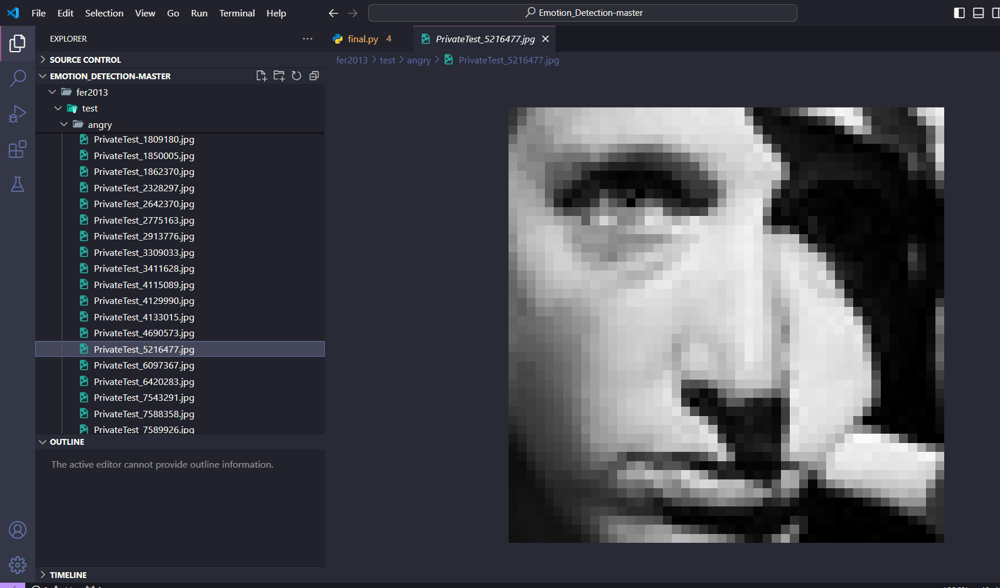 File Edit Selection View Go Run Terminal Help
Emotion_Detection-master
EXPLORER
final.py 4
PrivateTest_5216477.jpg
SOURCE CONTROL
fer2013 > test > angry > PrivateTest_5216477.jpg
EMOTION_DETECTION-MASTER
fer2013
test
angry
PrivateTest_1809180.jpg
PrivateTest_1850005.jpg
PrivateTest_1862370.jpg
PrivateTest_2328297.jpg
PrivateTest_2642370.jpg
PrivateTest_2775163.jpg
PrivateTest_2913776.jpg
PrivateTest_3309033.jpg
PrivateTest_3411628.jpg
PrivateTest_4115089.jpg
PrivateTest_4129990.jpg
PrivateTest_4133015.jpg
PrivateTest_4690573.jpg
PrivateTest_5216477.jpg
PrivateTest_6097367.jpg
PrivateTest_6420283.jpg
PrivateTest_7543291.jpg
PrivateTest_7588358.jpg
PrivateTest_7589926.jpg
OUTLINE
The active editor cannot provide outline information.
TIMELINE